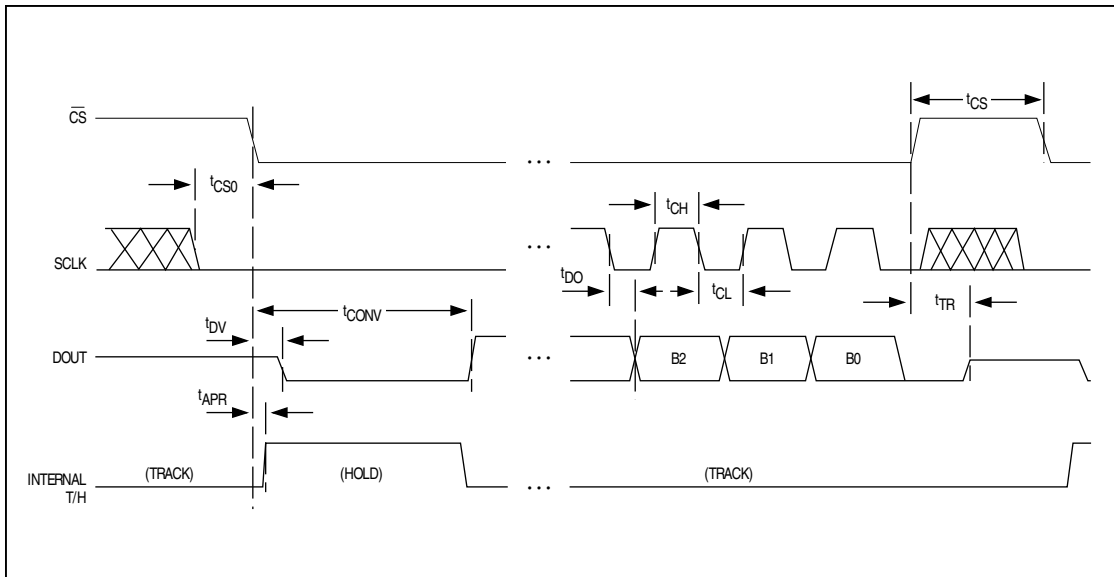 CS
tCS
tCS0
tCH
SCLK
tDO
tCL
tTR
tCONV
tDV
DOUT
B2
B1
B0
tAPR
(TRACK)
(HOLD)
(TRACK)
INTERNAL
T/H